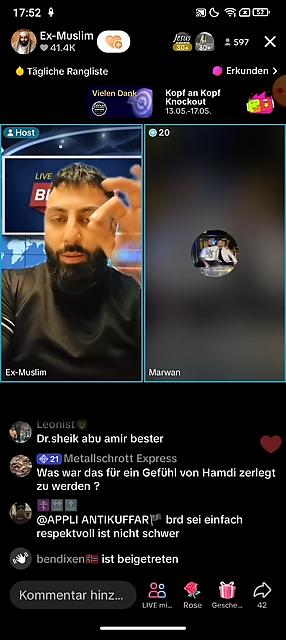 17:52
52
Ex-Muslim
41.4K
30+
30+
597
Tägliche Rangliste
Erkunden >
Vielen Dank
Kopf an Kopf
Knockout
13.05.-17.05.
Host
20
LIVE
Ex-Muslim
Marwan
Leonist
Dr.sheik abu amir bester
21 Metallschrott Express
Was war das für ein Gefühl von Hamdi zerlegt
zu werden ?
@APPLI ANTIKUFFAR🏴 brd sei einfach
respektvoll ist nicht schwer
bendixen🇳🇴 ist beigetreten
Kommentar hinz...
LIVE mi...
Rose
Gesche...
42